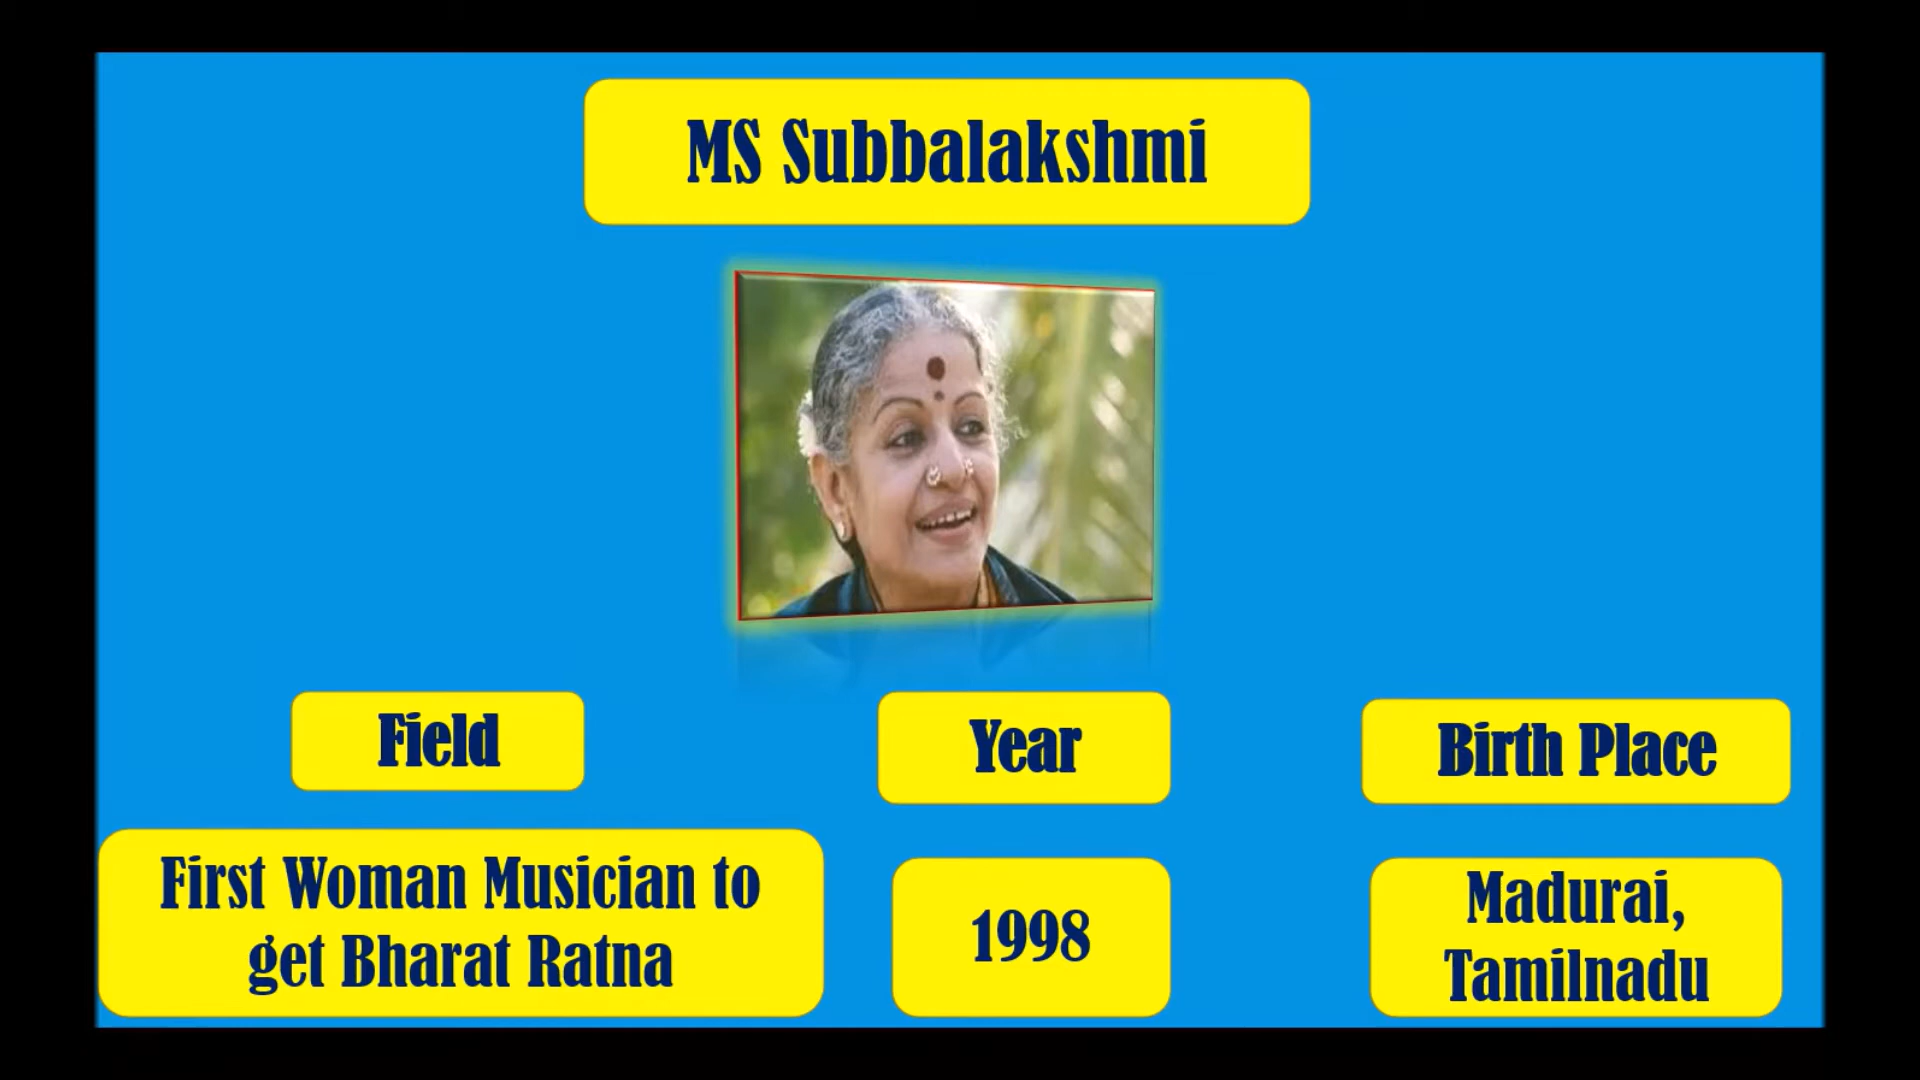 MS Subbalakshmi
Field
Year
Birth Place
First Woman Musician to
get Bharat Ratna
1998
Madurai,
Tamilnadu